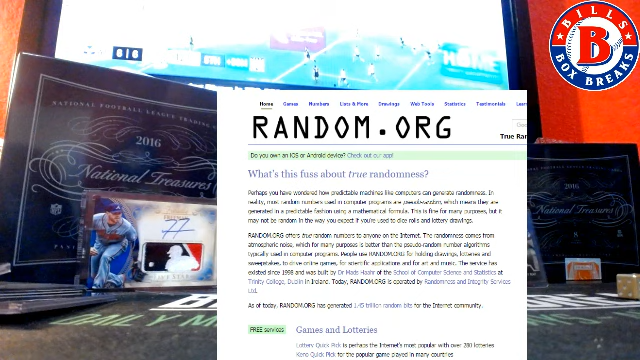 BILLS
B
BOX BREAKS
6 6
HOME
NATIONAL FOOTBALL LEAGUE TRADING
2016
National Treasures
Home Games Numbers Lists & More Drawings Web Tools Statistics Testimonials Lear
RANDOM.ORG
True Ran
Do you own an iOS or Android device? Check out our app!
What's this fuss about true randomness?
Perhaps you have wondered how predictable machines like computers can generate randomness. In
reality, most random numbers used in computer programs are pseudo-random, which means they are
generated in a predictable fashion using a mathematical formula. This is fine for many purposes, but it
may not be random in the way you expect if you're used to dice rolls and lottery drawings.
RANDOM.ORG offers true random numbers to anyone on the Internet. The randomness comes from
atmospheric noise, which for many purposes is better than the pseudo-random number algorithms
typically used in computer programs. People use RANDOM.ORG for holding drawings, lotteries and
sweepstakes, to drive online games, for scientific applications and for art and music. The service has
existed since 1998 and was built by Dr Mads Haahr of the School of Computer Science and Statistics at
Trinity College, Dublin in Ireland. Today, RANDOM.ORG is operated by Randomness and Integrity Services
Ltd.
As of today, RANDOM.ORG has generated 1.45 trillion random bits for the Internet community.
FREE services
Games and Lotteries
Lottery Quick Pick is perhaps the Internet's most popular with over 280 lotteries
Keno Quick Pick for the popular game played in many countries
2016
National Treasures